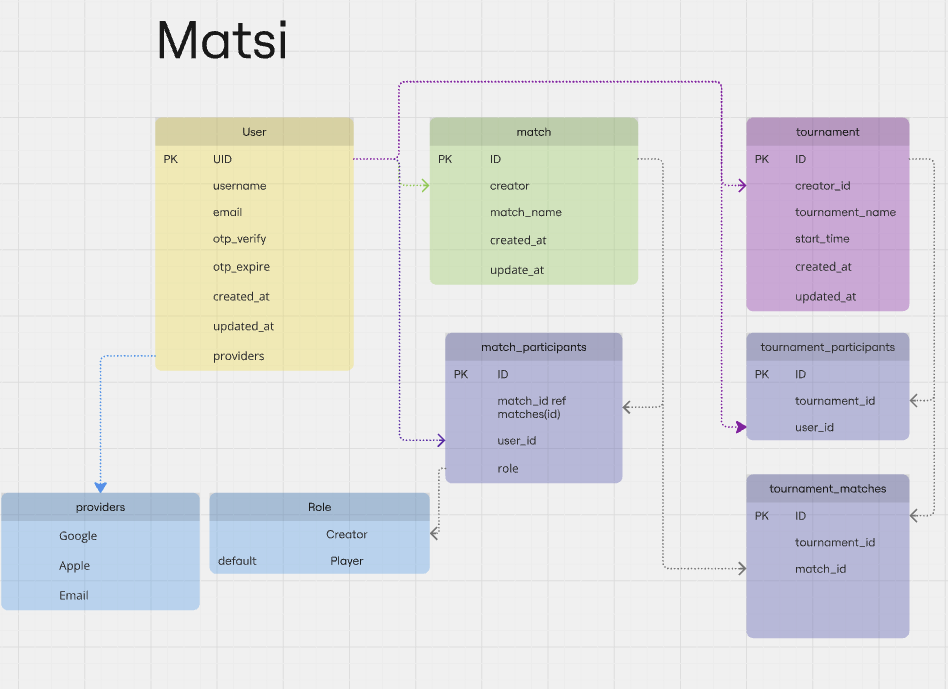 Matsi
User
PK UID
username
email
otp_verify
otp_expire
created_at
updated_at
providers
match
PK ID
creator
match_name
created_at
update_at
tournament
PK ID
creator_id
tournament_name
start_time
created_at
updated_at
match_participants
PK ID
match_id ref
matches(id)
user_id
role
tournament_participants
PK ID
tournament_id
user_id
providers
Google
Apple
Email
Role
Creator
default Player
tournament_matches
PK ID
tournament_id
match_id